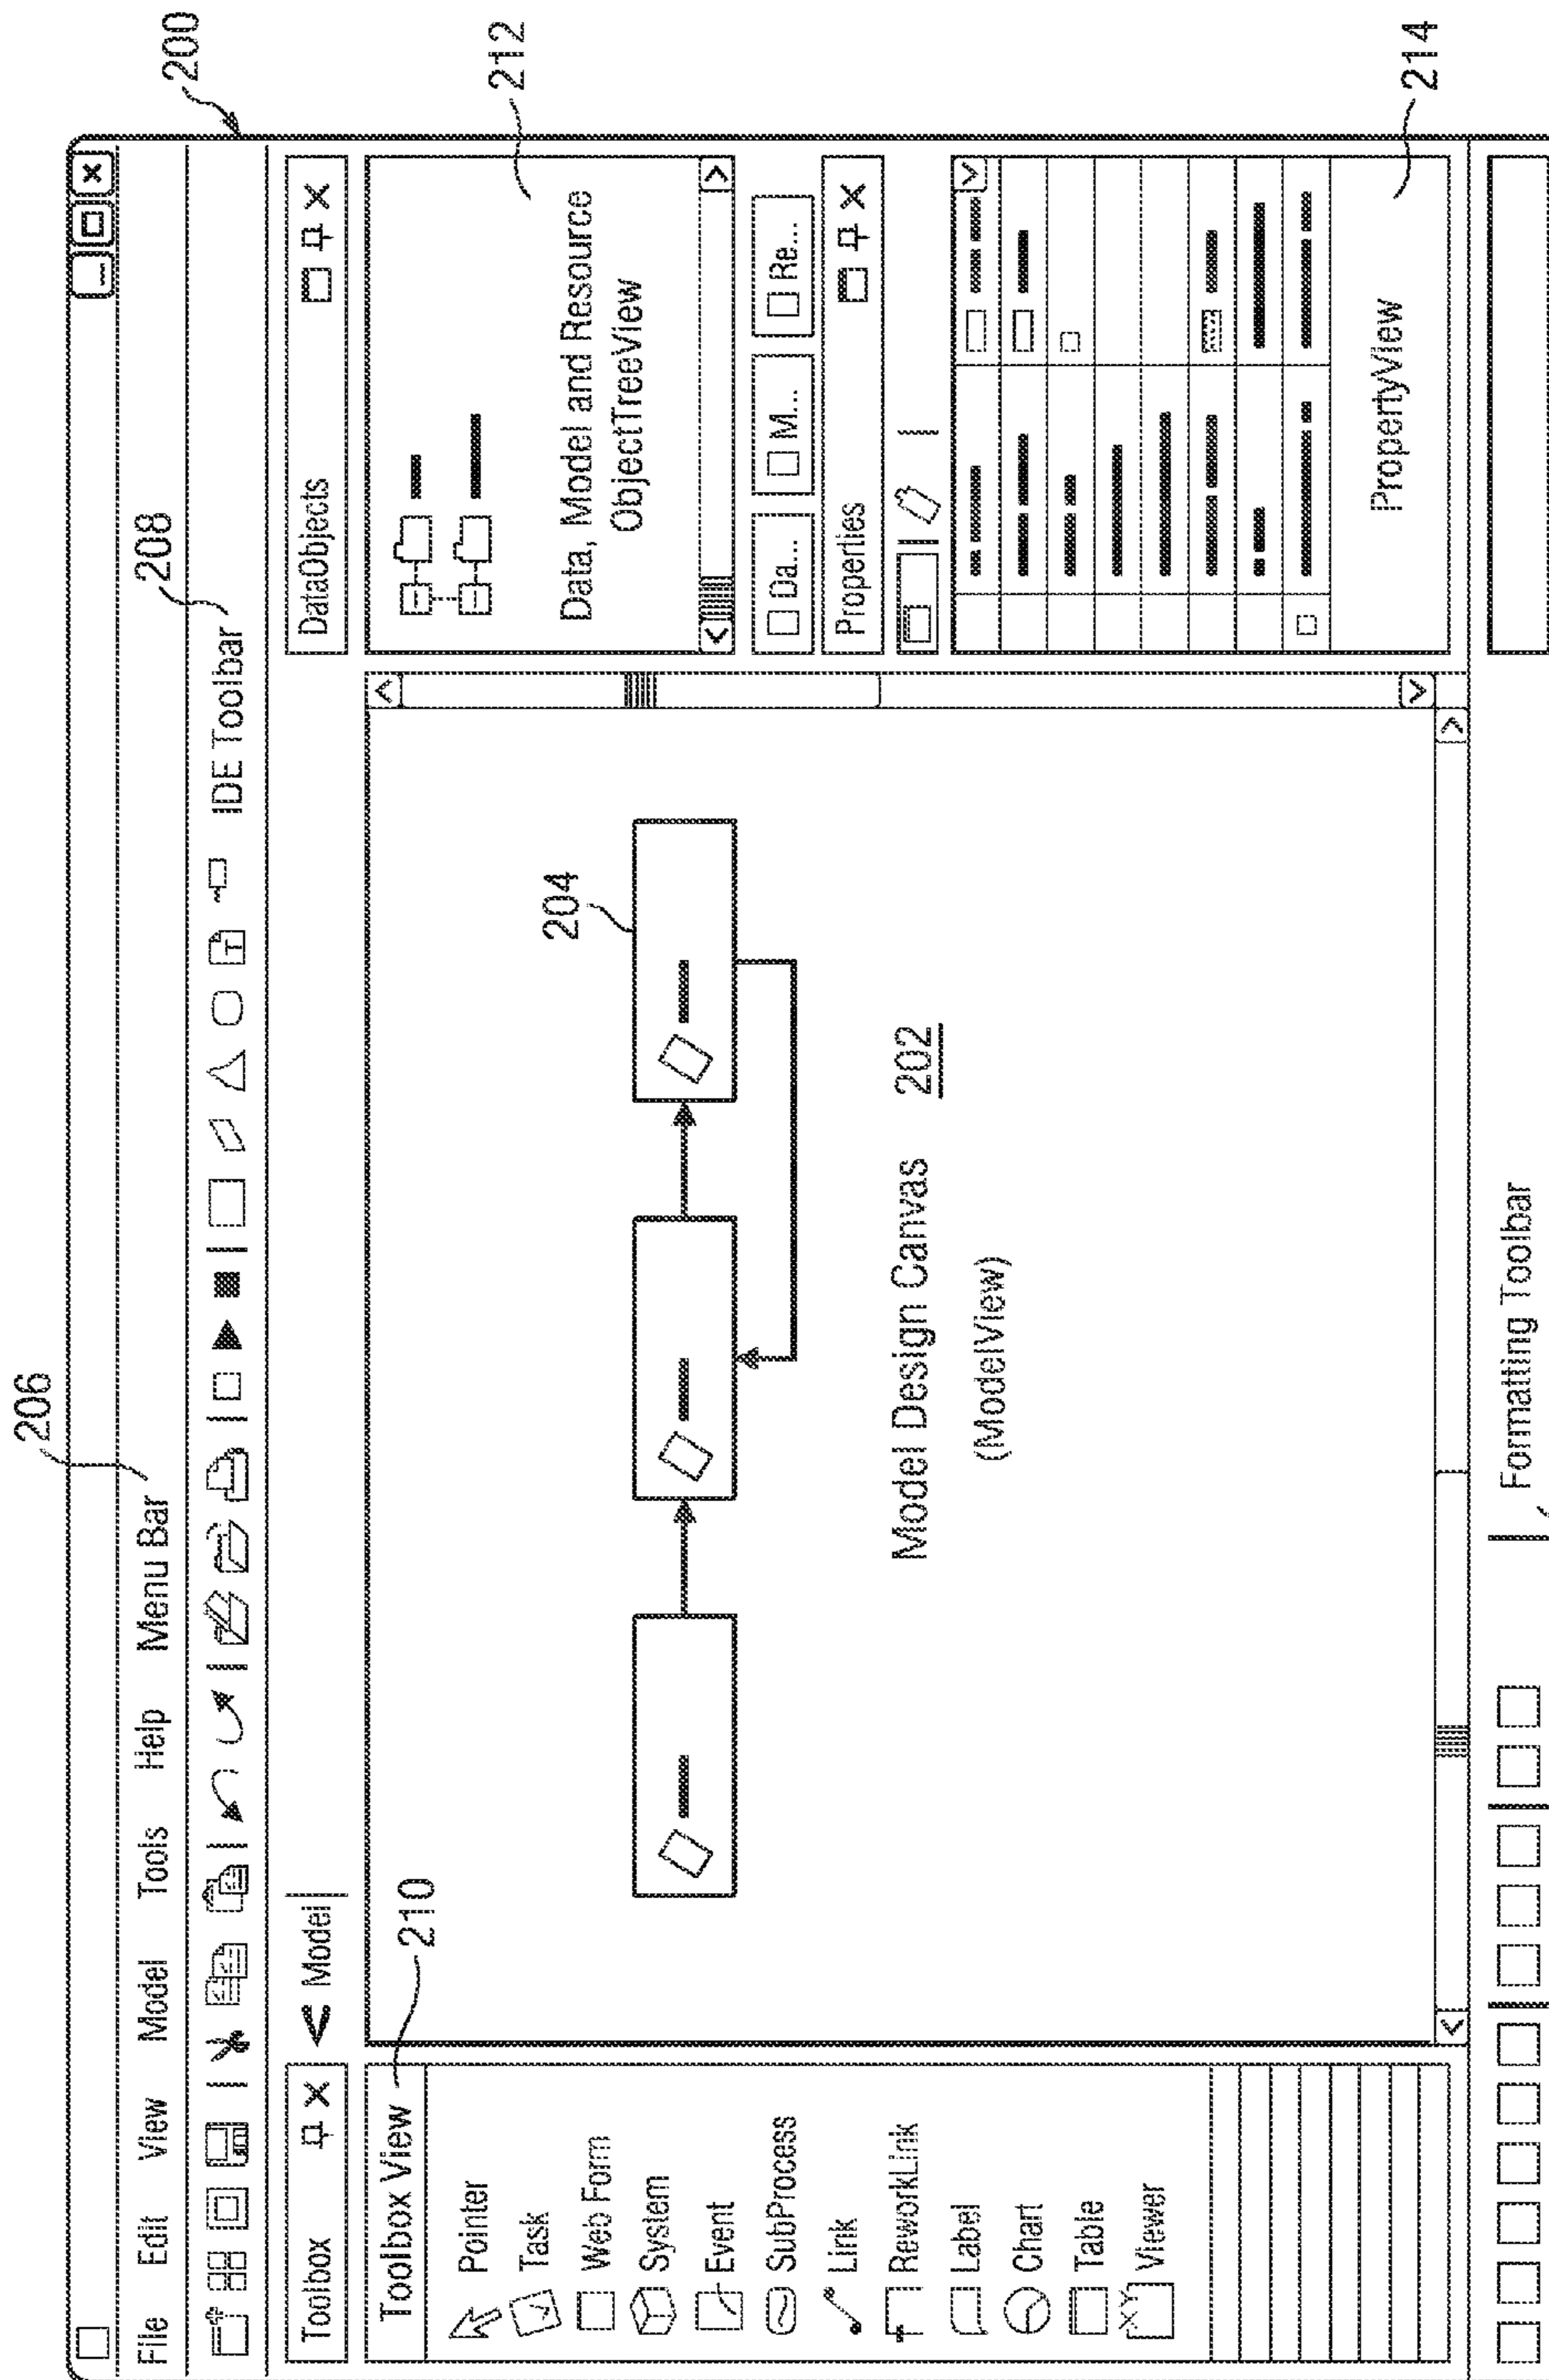 200
206
File Edit View Model Tools Help Menu Bar
208
IDE Toolbar
Toolbox
Model
DataObjects
Toolbox View
210
Pointer
Task
Web Form
System
Event
SubProcess
Link
ReworkLink
Label
Chart
Table
Viewer
204
Model Design Canvas 202
(ModelView)
212
Data, Model and Resource
ObjectTreeView
Da... M... Re...
Properties
PropertyView
214
Formatting Toolbar